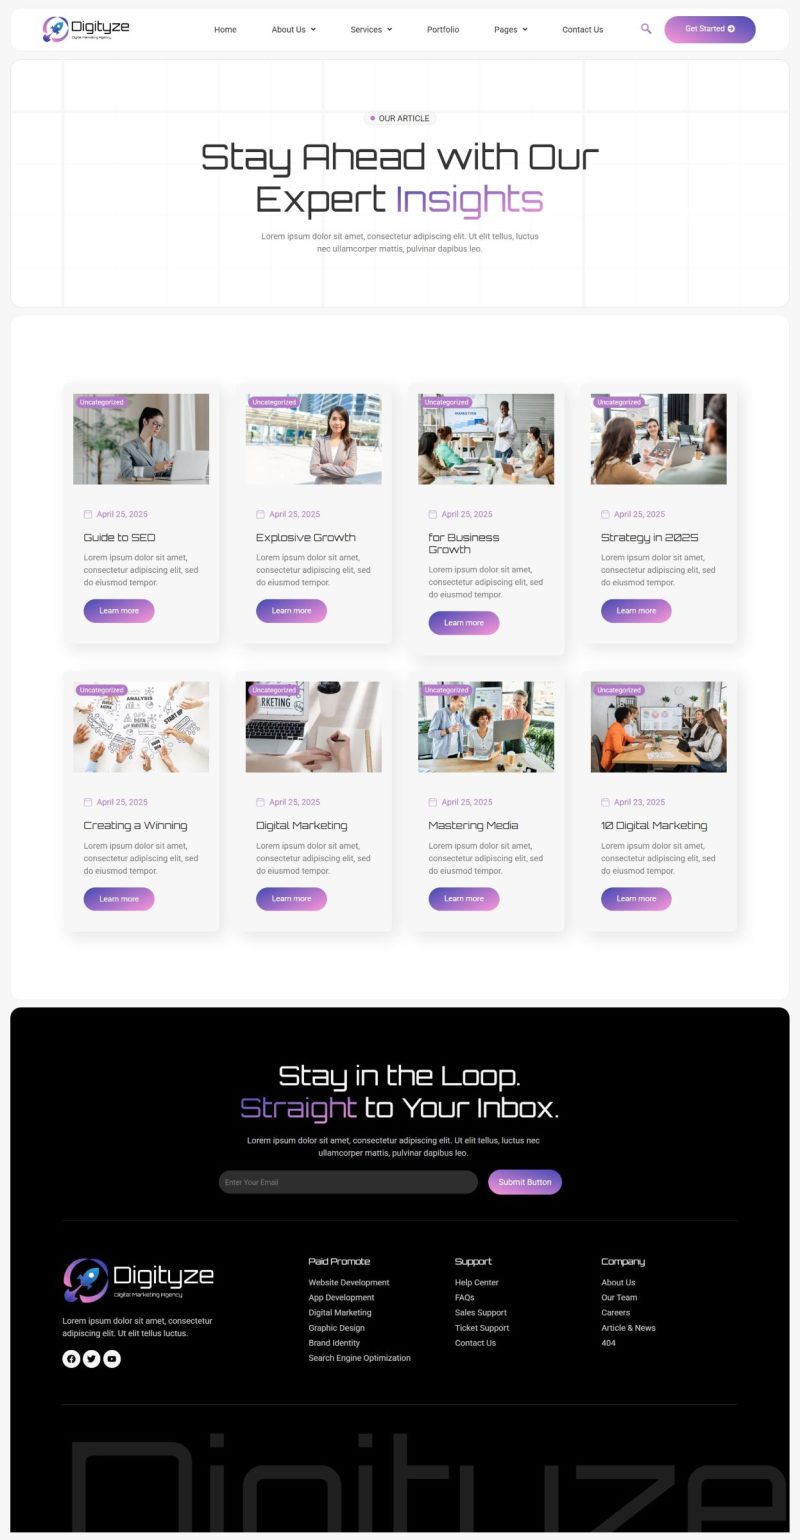 Digityze
Digital Marketing Agency
Home
About Us
Services
Portfolio
Pages
Contact Us
Get Started
OUR ARTICLE
Stay Ahead with Our
Expert Insights
Lorem ipsum dolor sit amet, consectetur adipiscing elit. Ut elit tellus, luctus
nec ullamcorper mattis, pulvinar dapibus leo.
Uncategorized
April 25, 2025
Guide to SEO
Lorem ipsum dolor sit amet,
consectetur adipiscing elit, sed
do eiusmod tempor.
Learn more
Uncategorized
April 25, 2025
Explosive Growth
Lorem ipsum dolor sit amet,
consectetur adipiscing elit, sed
do eiusmod tempor.
Learn more
Uncategorized
MARKETING
April 25, 2025
for Business
Growth
Lorem ipsum dolor sit amet,
consectetur adipiscing elit, sed
do eiusmod tempor.
Learn more
Uncategorized
April 25, 2025
Strategy in 2025
Lorem ipsum dolor sit amet,
consectetur adipiscing elit, sed
do eiusmod tempor.
Learn more
Uncategorized
ANALYSIS
DIGITAL
MARKETING
START UP
April 25, 2025
Creating a Winning
Lorem ipsum dolor sit amet,
consectetur adipiscing elit, sed
do eiusmod tempor.
Learn more
Uncategorized
RKETING
April 25, 2025
Digital Marketing
Lorem ipsum dolor sit amet,
consectetur adipiscing elit, sed
do eiusmod tempor.
Learn more
Uncategorized
April 25, 2025
Mastering Media
Lorem ipsum dolor sit amet,
consectetur adipiscing elit, sed
do eiusmod tempor.
Learn more
Uncategorized
April 23, 2025
10 Digital Marketing
Lorem ipsum dolor sit amet,
consectetur adipiscing elit, sed
do eiusmod tempor.
Learn more
Stay in the Loop.
Straight to Your Inbox.
Lorem ipsum dolor sit amet, consectetur adipiscing elit. Ut elit tellus, luctus nec
ullamcorper mattis, pulvinar dapibus leo.
Enter Your Email
Submit Button
Digityze
Digital Marketing Agency
Lorem ipsum dolor sit amet, consectetur
adipiscing elit. Ut elit tellus luctus.
Paid Promote
Website Development
App Development
Digital Marketing
Graphic Design
Brand Identity
Search Engine Optimization
Support
Help Center
FAQs
Sales Support
Ticket Support
Contact Us
Company
About Us
Our Team
Careers
Article & News
404
Digityze